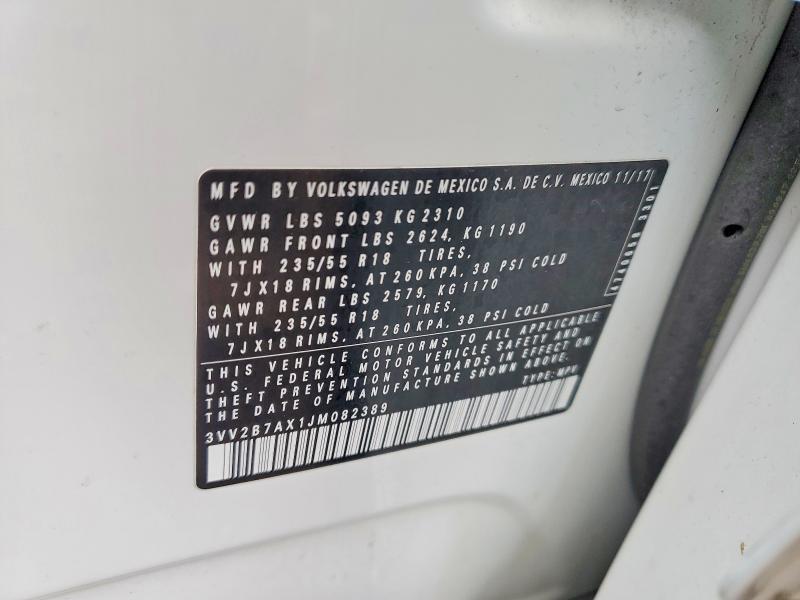 MFD BY VOLKSWAGEN DE MEXICO S.A. DE C.V. MEXICO 11/17
GVWR LBS 5093 KG 2310
GAWR FRONT LBS 2624, KG 1190
WITH 235/55 R18 TIRES,
7JX18 RIMS, AT 260 KPA, 38 PSI COLD
GAWR REAR LBS 2579, KG 1170
WITH 235/55 R18 TIRES,
7JX18 RIMS, AT 260 KPA, 38 PSI COLD
THIS VEHICLE CONFORMS TO ALL APPLICABLE
U.S. FEDERAL MOTOR VEHICLE SAFETY AND
THEFT PREVENTION STANDARDS IN EFFECT ON
THE DATE OF MANUFACTURE SHOWN ABOVE.
TYPE: MPV
3VV2B7AX1JM082389
3301